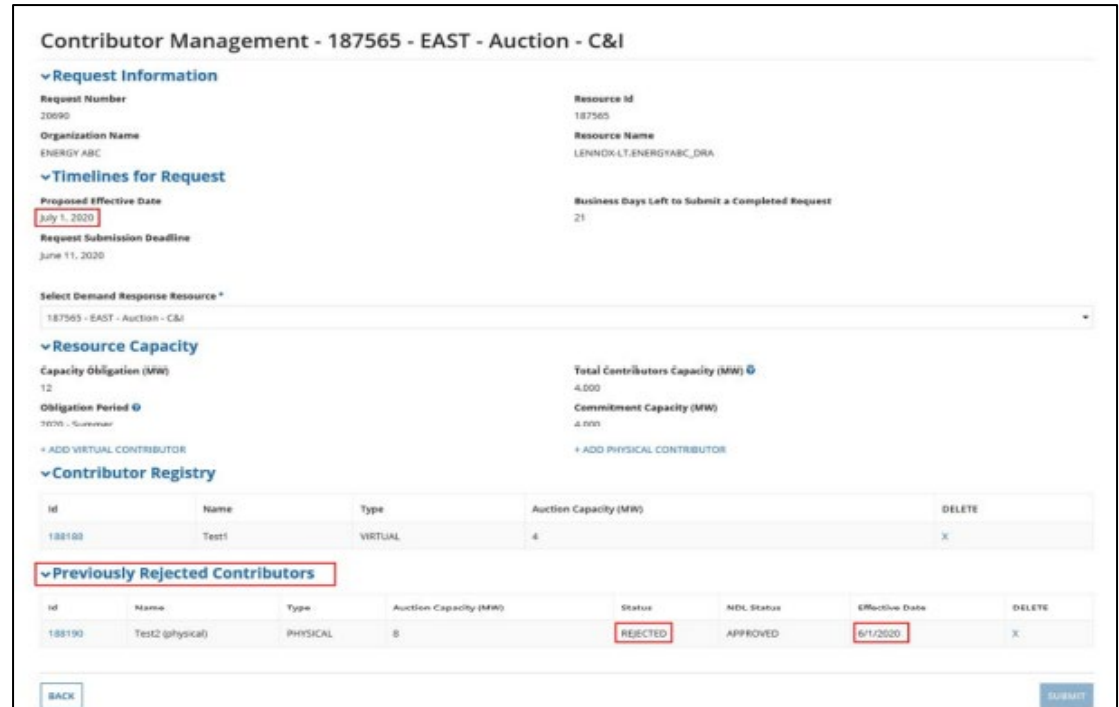 Contributor Management - 187565 - EAST - Auction - C&I
Request Information
Request Number
Resource Id
20690
187565
Organization Name
Resource Name
ENERGY ABC
LENNOX-LT.ENERGYABC_DRA
Timelines for Request
Proposed Effective Date
Business Days Left to Submit a Completed Request
July 1, 2020
21
Request Submission Deadline
June 11, 2020
Select Demand Response Resource *
187565 - EAST - Auction - C&I
Resource Capacity
Capacity Obligation (MW)
Total Contributors Capacity (MW)
12
4.000
Obligation Period
Commitment Capacity (MW)
2020 - Summer
4.000
+ ADD VIRTUAL CONTRIBUTOR
+ ADD PHYSICAL CONTRIBUTOR
Contributor Registry
Id Name Type Auction Capacity (MW) DELETE
188188 Test1 VIRTUAL 4 X
Previously Rejected Contributors
Id Name Type Auction Capacity (MW) Status NDL Status Effective Date DELETE
188190 Test2 (physical) PHYSICAL 8 REJECTED APPROVED 6/1/2020 X
BACK
SUBMIT